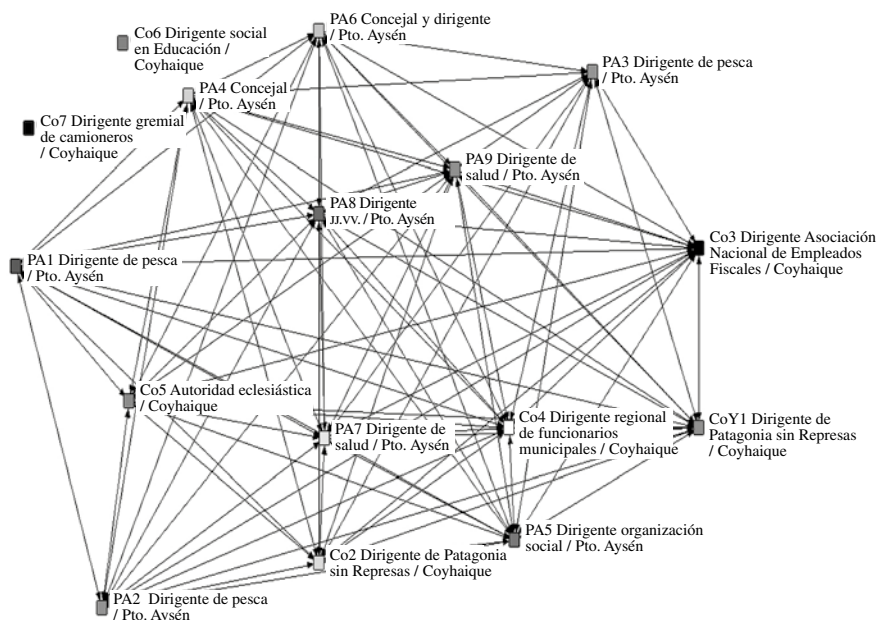 PA6 Concejal y dirigente
/ Pto. Aysén
Co6 Dirigente social
en Educación /
Coyhaique
PA3 Dirigente de pesca
/ Pto. Aysén
PA4 Concejal
/ Pto. Aysén
Co7 Dirigente gremial
de camioneros
/ Coyhaique
PA9 Dirigente de
salud / Pto. Aysén
PA8 Dirigente
JJ.VV. / Pto. Aysén
Co3 Dirigente Asociación
Nacional de Empleados
Fiscales / Coyhaique
PA1 Dirigente de pesca
/ Pto. Aysén
Co5 Autoridad eclesiástica
/ Coyhaique
PA7 Dirigente de
salud / Pto. Aysén
Co4 Dirigente regional
de funcionarios
municipales / Coyhaique
CoY1 Dirigente de
Patagonia sin Represas
/ Coyhaique
PA5 Dirigente organización
social / Pto. Aysén
Co2 Dirigente de Patagonia
sin Represas / Coyhaique
PA2 Dirigente de pesca
/ Pto. Aysén